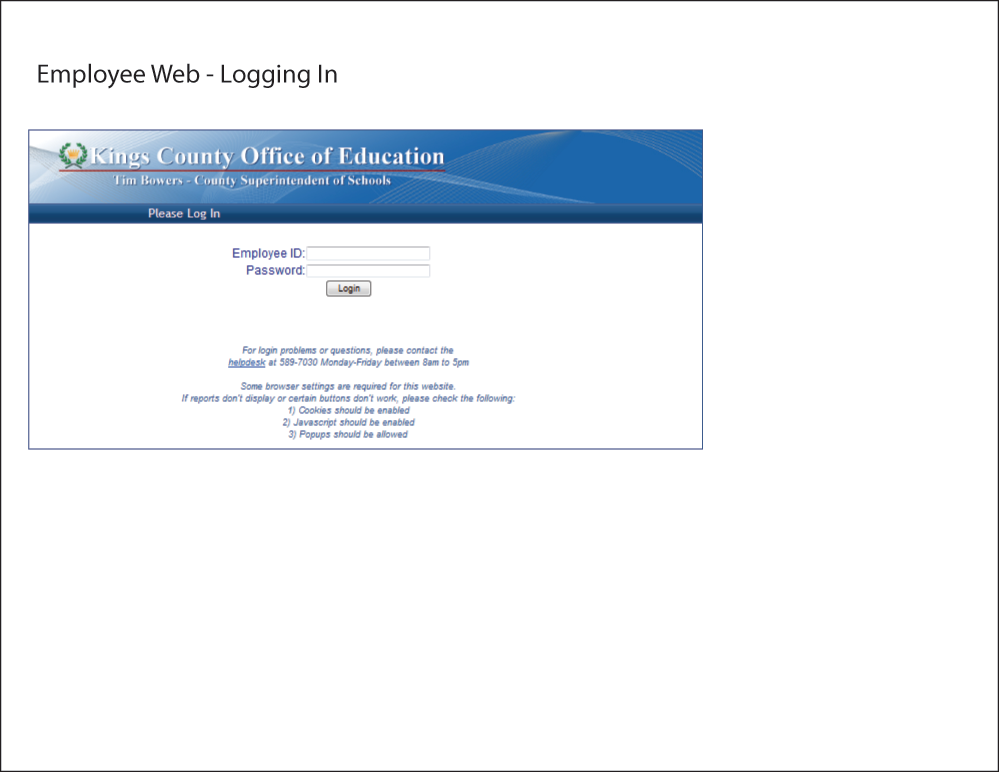 Employee Web - Logging In
Kings County Office of Education
Tim Bowers - County Superintendent of Schools
Please Log In
Employee ID:
Password:
Login
For login problems or questions, please contact the
helpdesk at 589-7030 Monday-Friday between 8am to 5pm
Some browser settings are required for this website.
If reports don't display or certain buttons don't work, please check the following:
1) Cookies should be enabled
2) Javascript should be enabled
3) Popups should be allowed